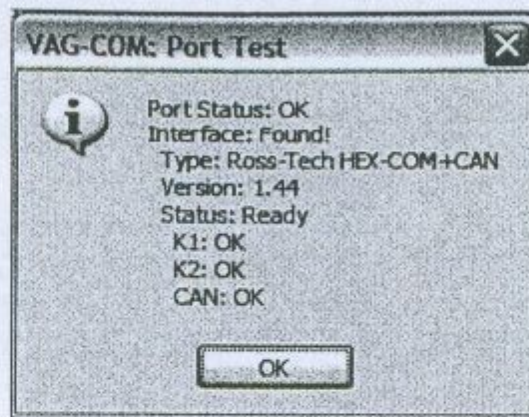 VAG-COM: Port Test
Port Status: OK
Interface: Found!
Type: Ross-Tech HEX-COM+CAN
Version: 1.44
Status: Ready
K1: OK
K2: OK
CAN: OK
OK